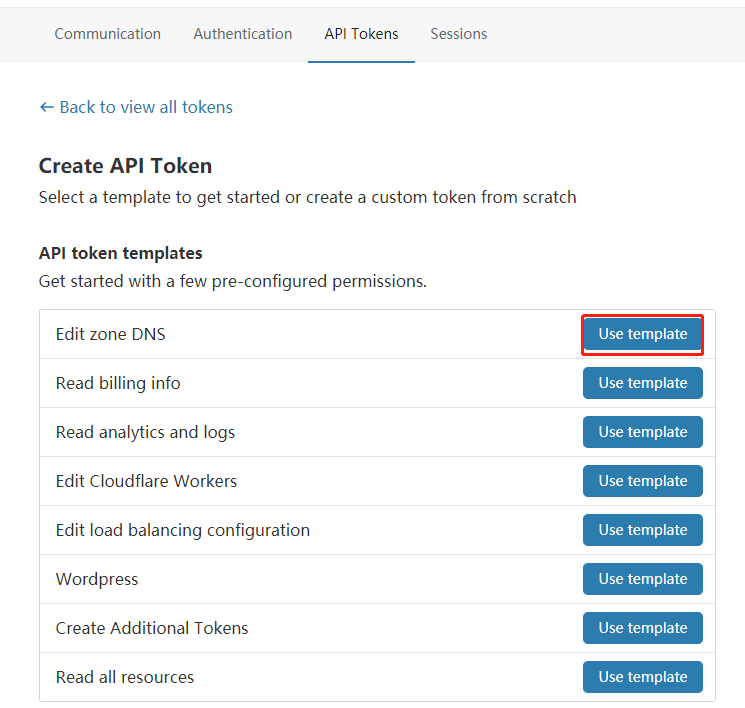 Communication Authentication API Tokens Sessions
← Back to view all tokens
Create API Token
Select a template to get started or create a custom token from scratch
API token templates
Get started with a few pre-configured permissions.
Edit zone DNS Use template
Read billing info Use template
Read analytics and logs Use template
Edit Cloudflare Workers Use template
Edit load balancing configuration Use template
Wordpress Use template
Create Additional Tokens Use template
Read all resources Use template